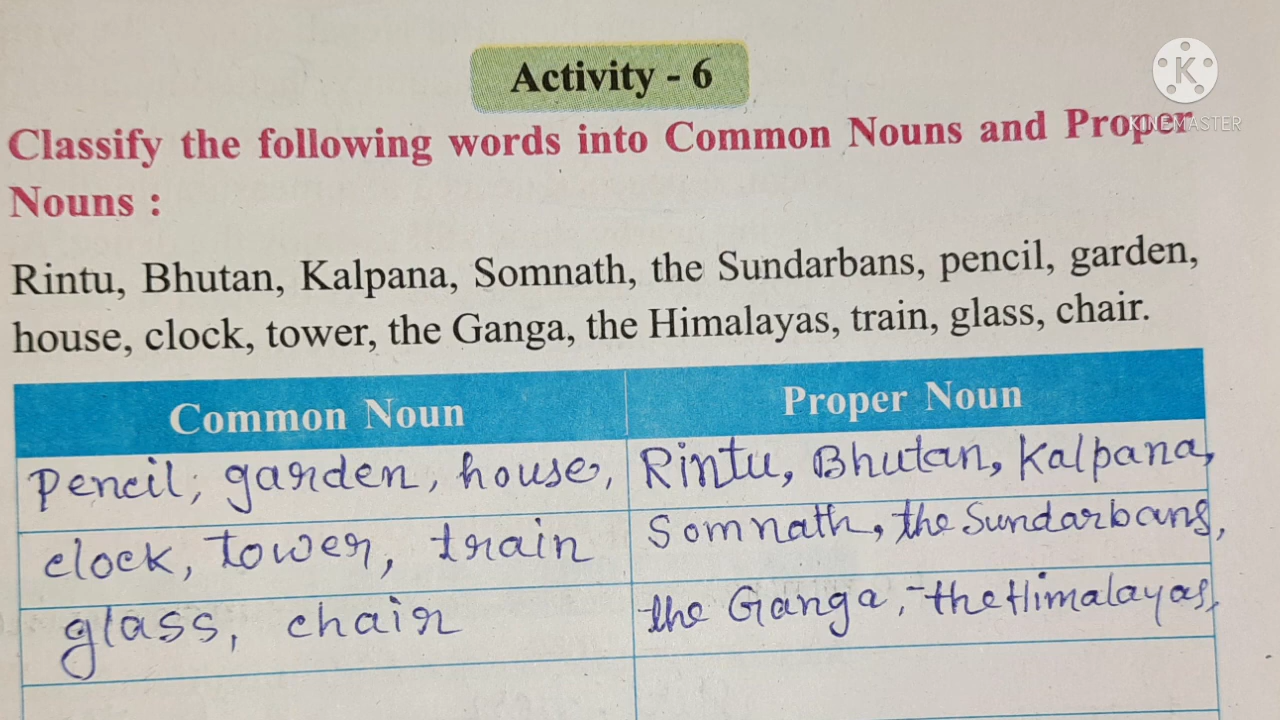 Activity - 6
K
KINEMASTER
Classify the following words into Common Nouns and Proper
Nouns :
Rintu, Bhutan, Kalpana, Somnath, the Sundarbans, pencil, garden,
house, clock, tower, the Ganga, the Himalayas, train, glass, chair.
Common Noun
Proper Noun
Pencil, garden, house,
Rintu, Bhutan, Kalpana,
clock, tower, train
Somnath, the Sundarbans,
glass, chair
the Ganga, the Himalayas,